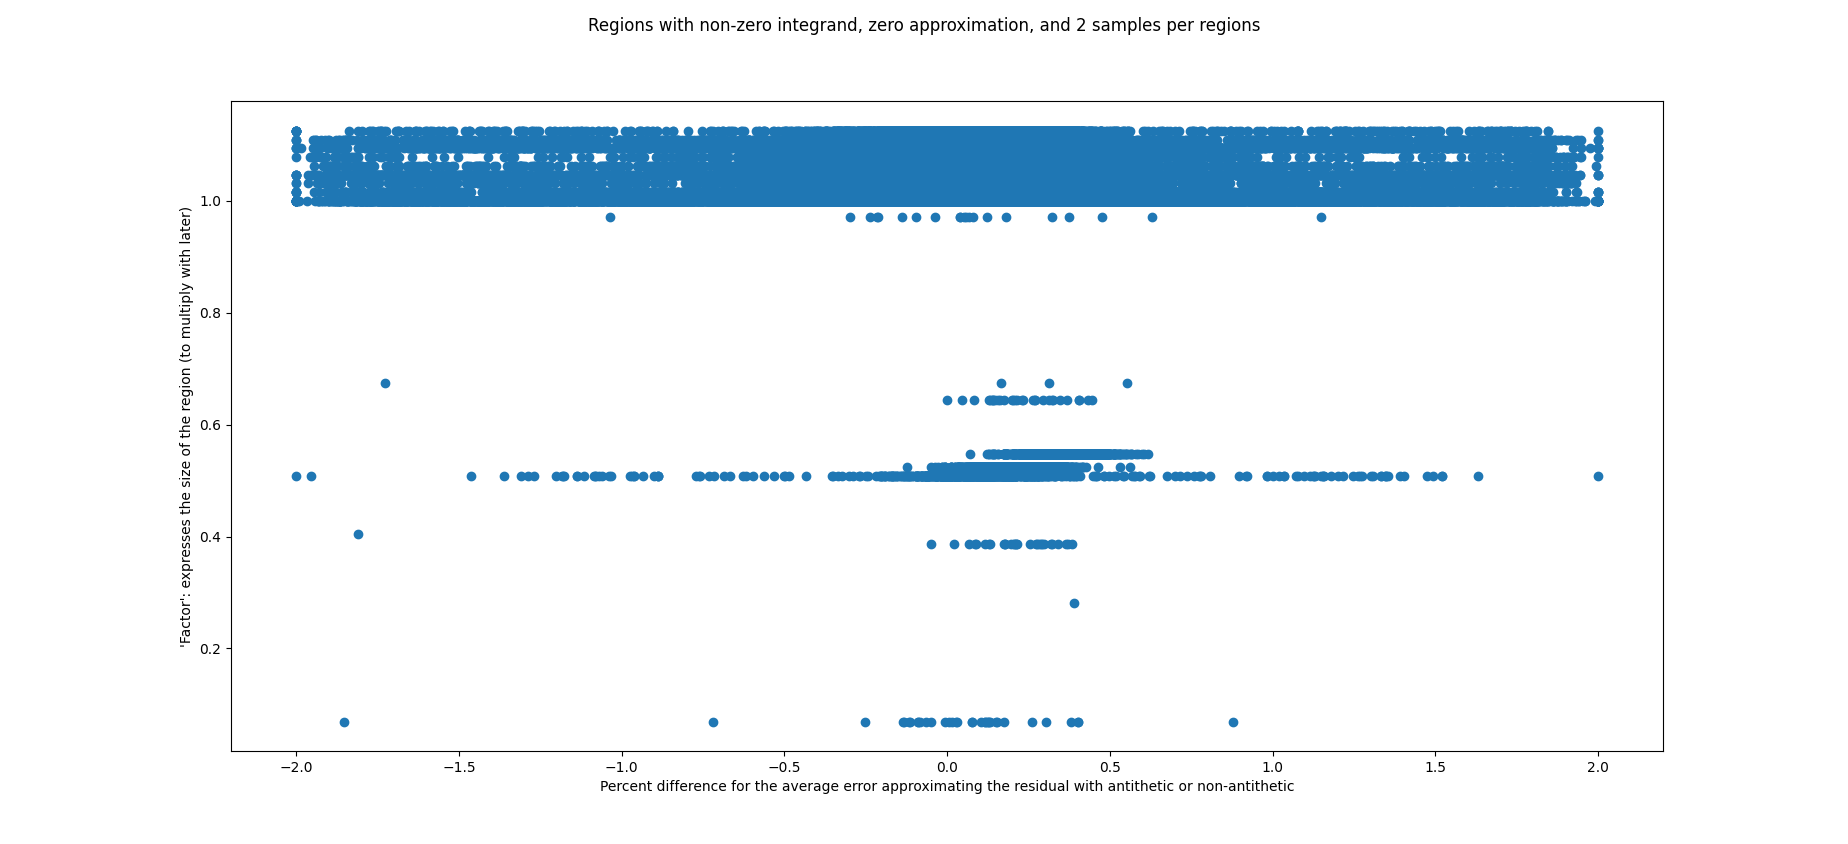 Regions with non-zero integrand, zero approximation, and 2 samples per regions
'Factor': expresses the size of the region (to multiply with later)
1.0
0.8
0.6
0.4
0.2
−2.0 −1.5 −1.0 −0.5 0.0 0.5 1.0 1.5 2.0
Percent difference for the average error approximating the residual with antithetic or non-antithetic